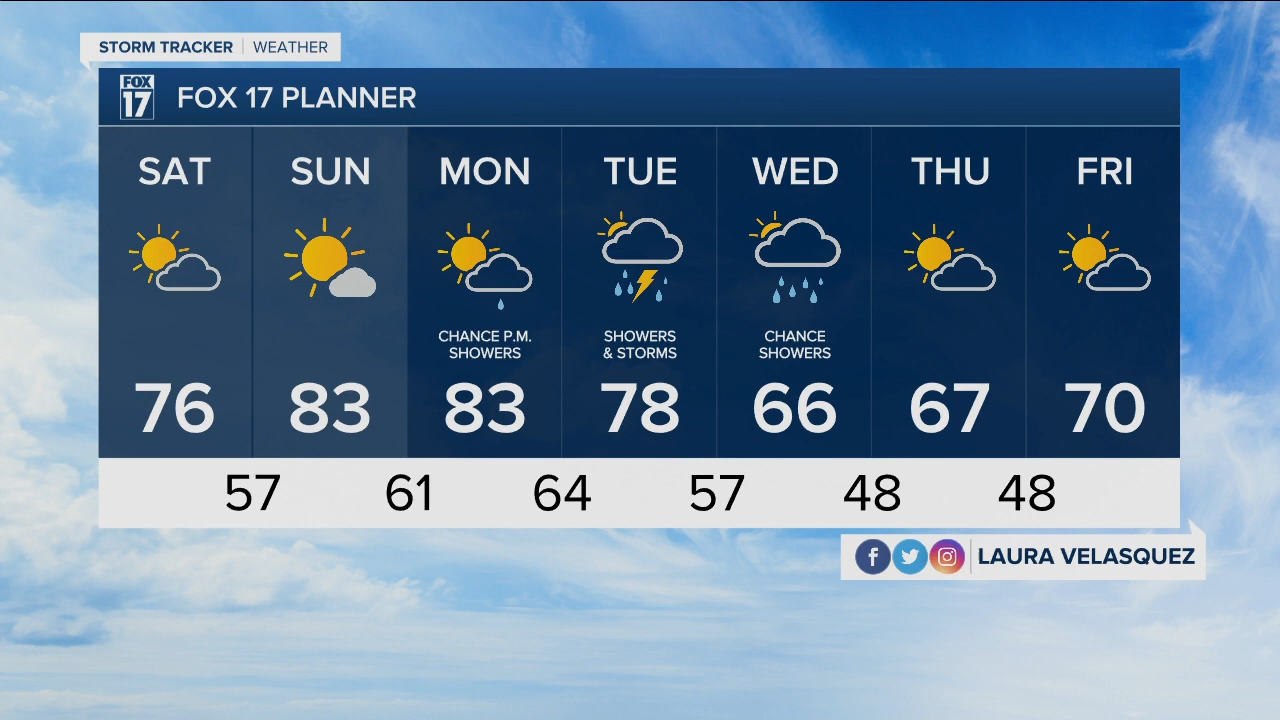 STORM TRACKER | WEATHER
FOX 17 FOX 17 PLANNER
SAT SUN MON TUE WED THU FRI
CHANCE P.M. SHOWERS CHANCE
SHOWERS & STORMS SHOWERS
76 83 83 78 66 67 70
57 61 64 57 48 48
LAURA VELASQUEZ